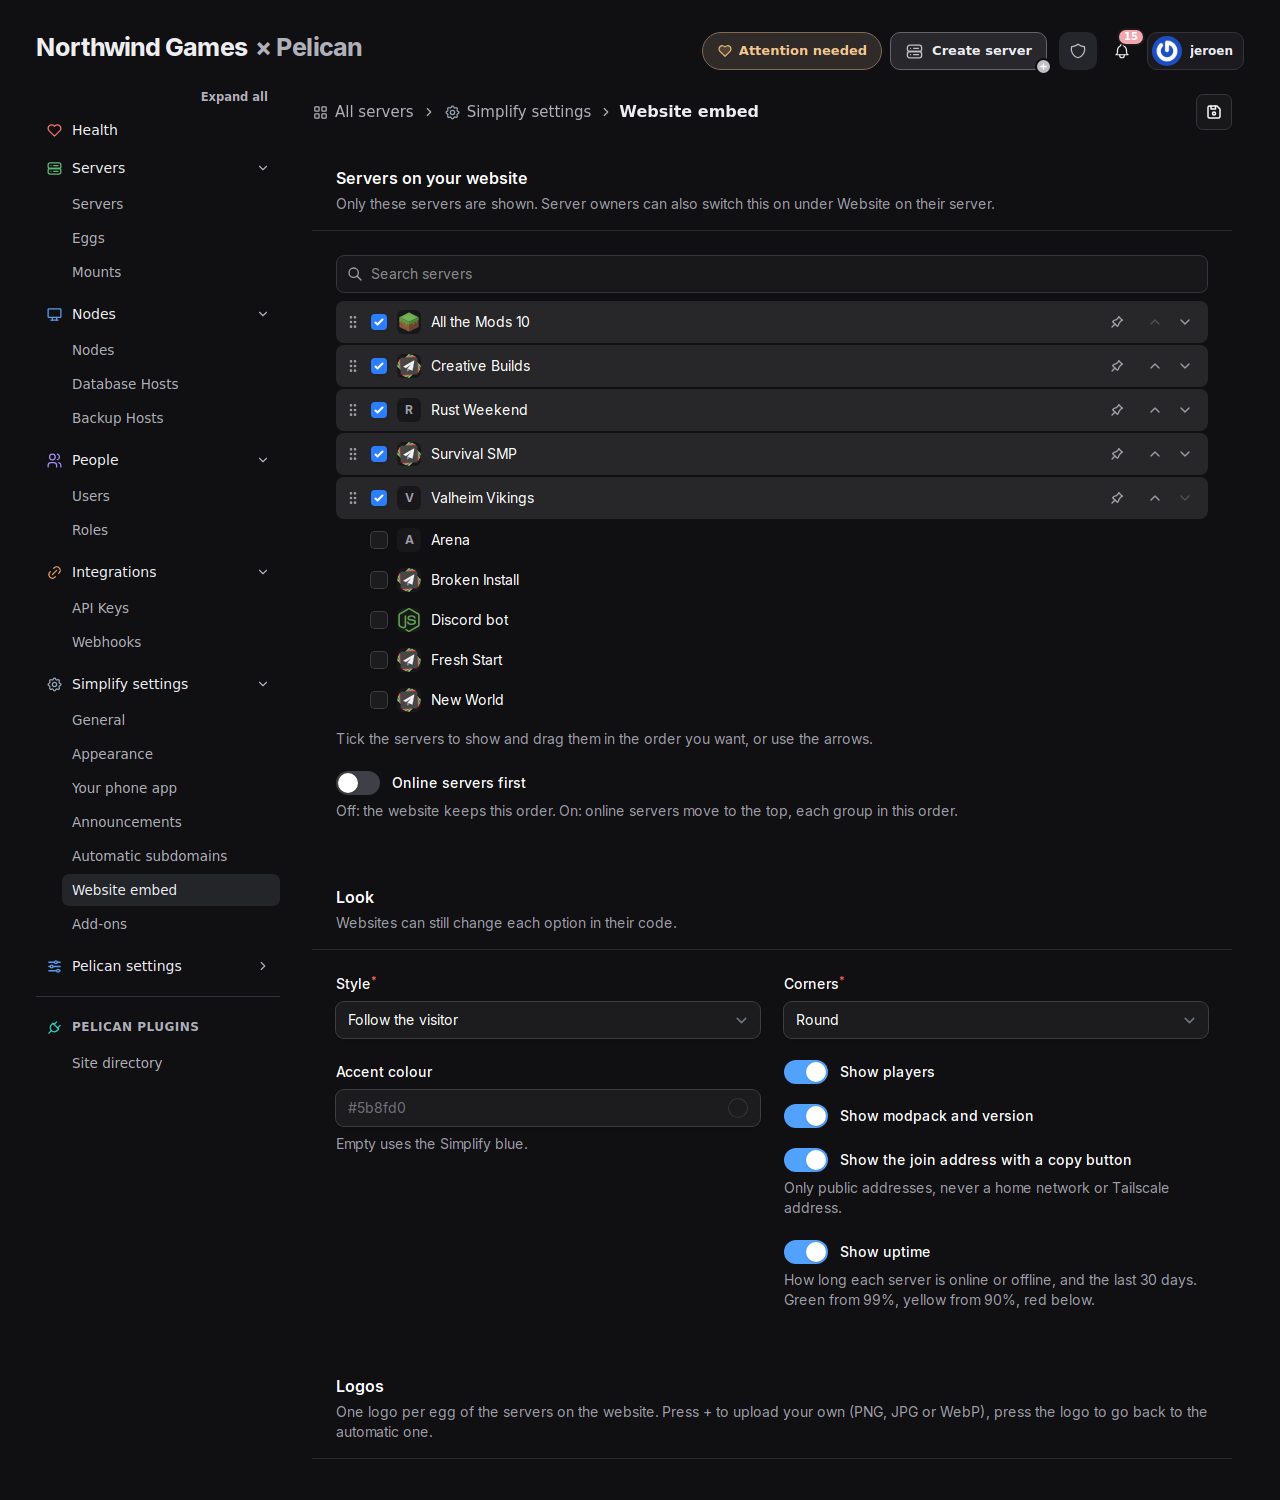 Northwind Games × Pelican
Attention needed
Create server
15
jeroen
Expand all
Health
Servers
Servers
Eggs
Mounts
Nodes
Nodes
Database Hosts
Backup Hosts
People
Users
Roles
Integrations
API Keys
Webhooks
Simplify settings
General
Appearance
Your phone app
Announcements
Automatic subdomains
Website embed
Add-ons
Pelican settings
PELICAN PLUGINS
Site directory
All servers > Simplify settings > Website embed
Servers on your website
Only these servers are shown. Server owners can also switch this on under Website on their server.
Search servers
All the Mods 10
Creative Builds
R Rust Weekend
Survival SMP
V Valheim Vikings
A Arena
Broken Install
JS Discord bot
Fresh Start
New World
Tick the servers to show and drag them in the order you want, or use the arrows.
Online servers first
Off: the website keeps this order. On: online servers move to the top, each group in this order.
Look
Websites can still change each option in their code.
Style*
Follow the visitor
Corners*
Round
Accent colour
#5b8fd0
Empty uses the Simplify blue.
Show players
Show modpack and version
Show the join address with a copy button
Only public addresses, never a home network or Tailscale
address.
Show uptime
How long each server is online or offline, and the last 30 days.
Green from 99%, yellow from 90%, red below.
Logos
One logo per egg of the servers on the website. Press + to upload your own (PNG, JPG or WebP), press the logo to go back to the
automatic one.